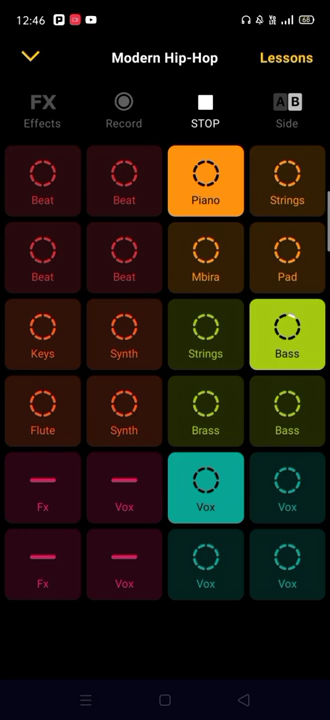 12:46
68
Modern Hip-Hop
Lessons
FX
A B
Effects
Record
STOP
Side
Beat
Beat
Piano
Strings
Beat
Beat
Mbira
Pad
Keys
Synth
Strings
Bass
Flute
Synth
Brass
Bass
Fx
Vox
Vox
Vox
Fx
Vox
Vox
Vox